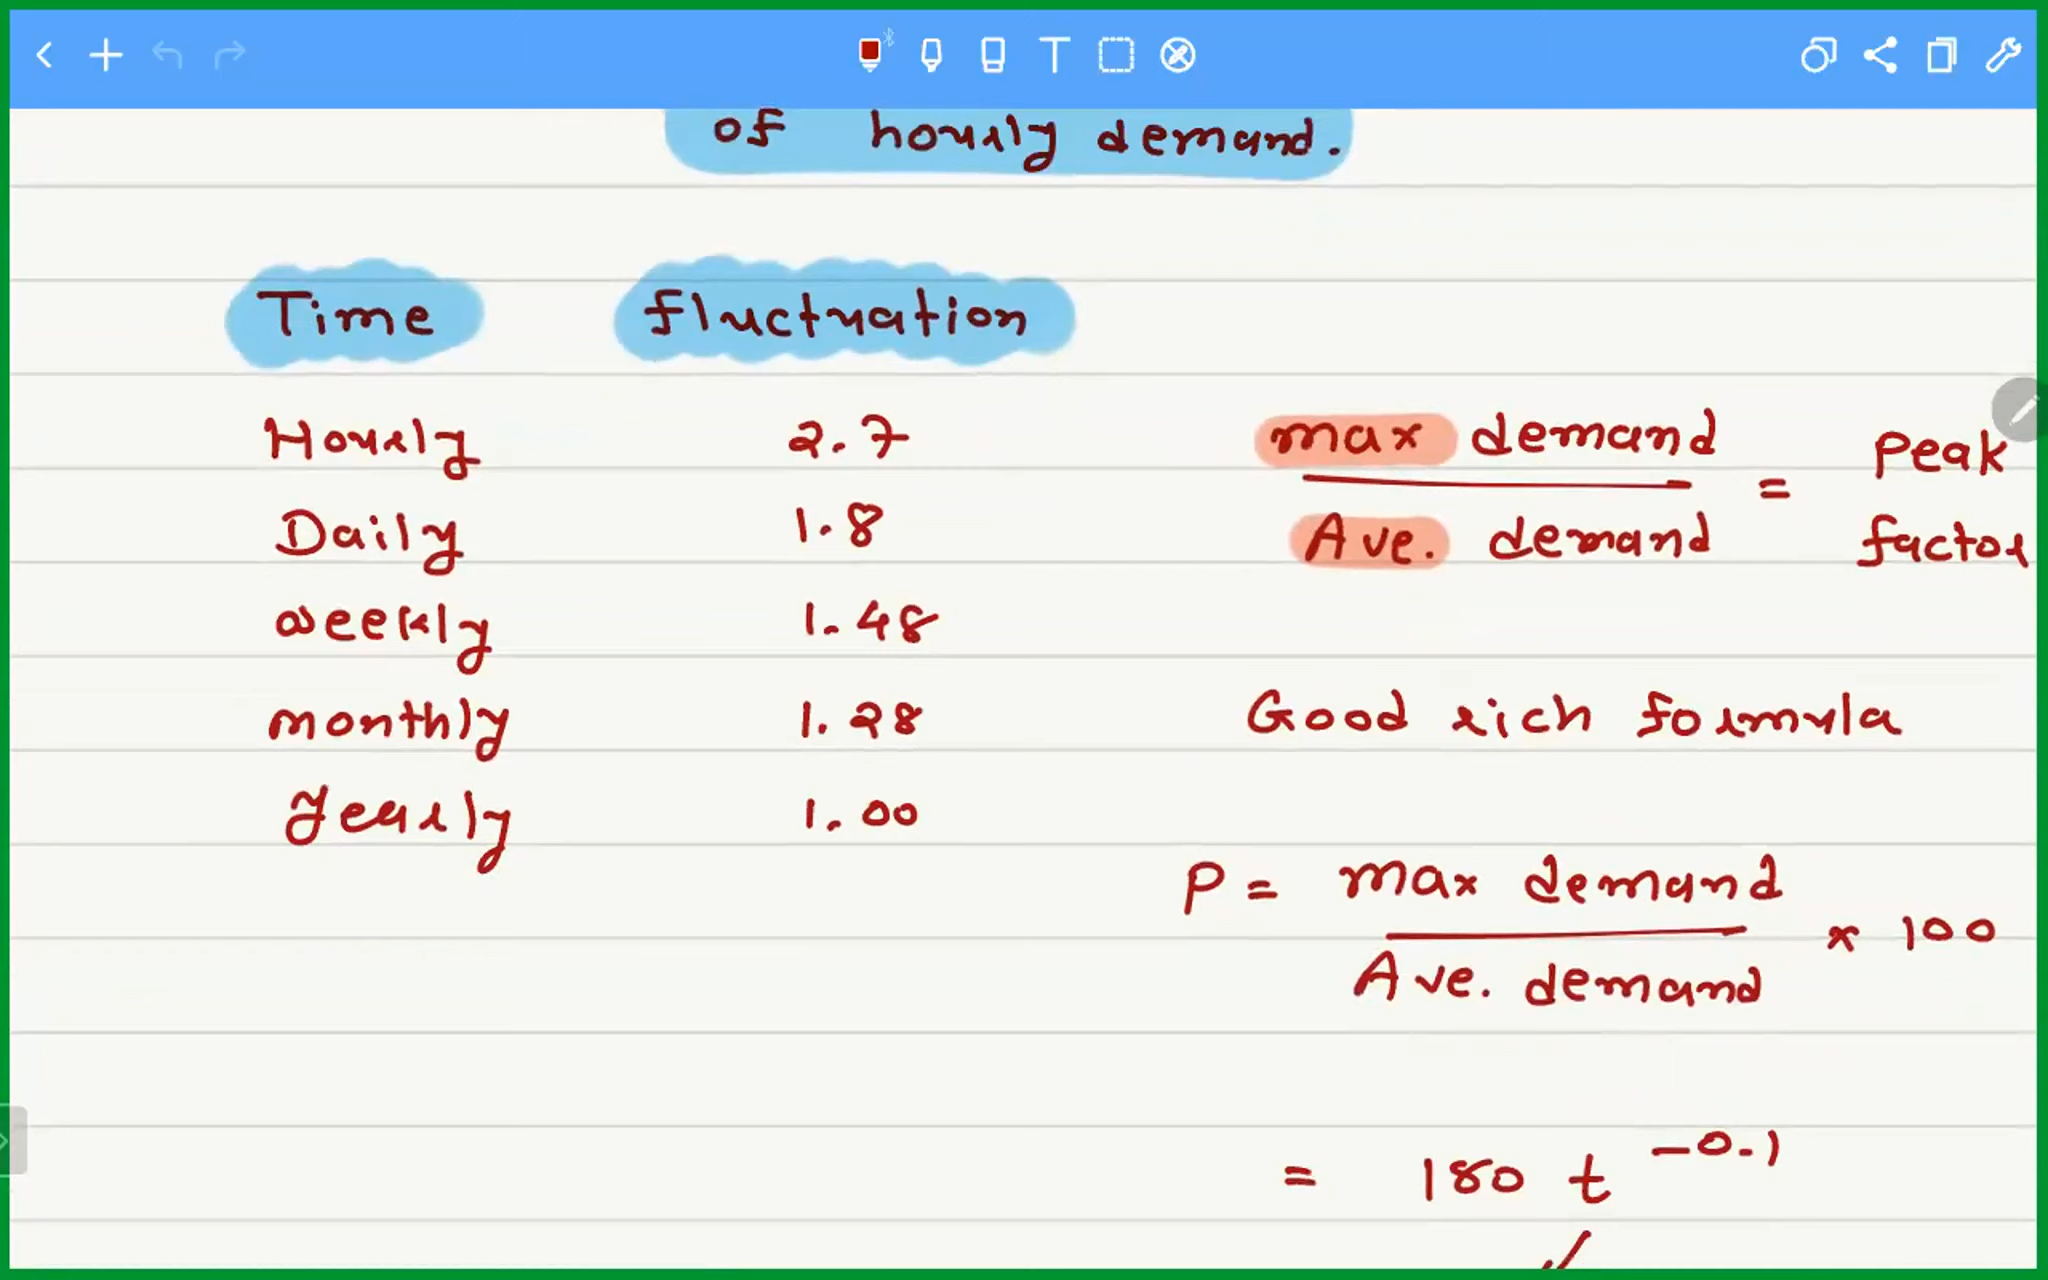 of hourly demand.
Time Fluctuation
Hourly 2.7
Daily 1.8
weekly 1.48
monthly 1.28
Yearly 1.00
max demand
Ave. demand
= Peak factor
Good rich formula
P = max demand
Ave. demand
× 100
= 180 t^-0.1